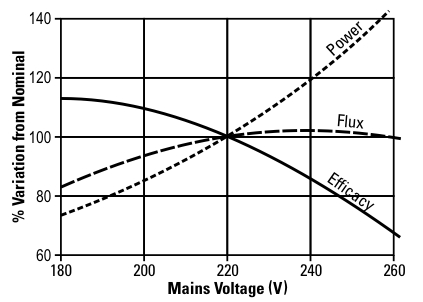 % Variation from Nominal
140
120
100
80
60
Power
Flux
Efficacy
180 200 220 240 260
Mains Voltage (V)